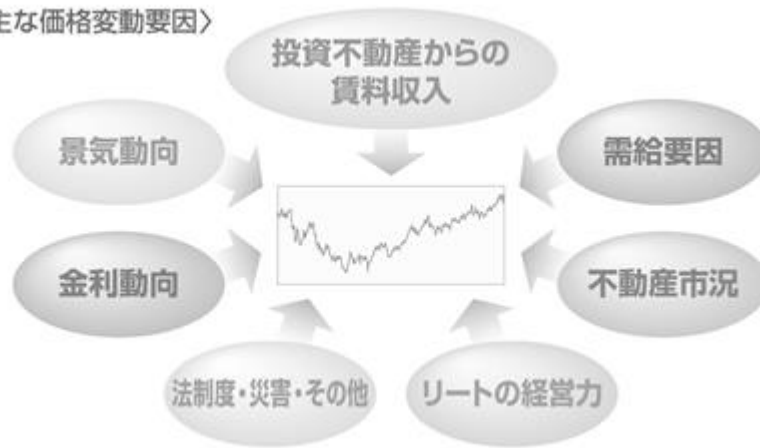 主な価格変動要因〉
投資不動産からの
賃料収入
景気動向
需給要因
金利動向
不動産市況
法制度・災害・その他
リートの経営力